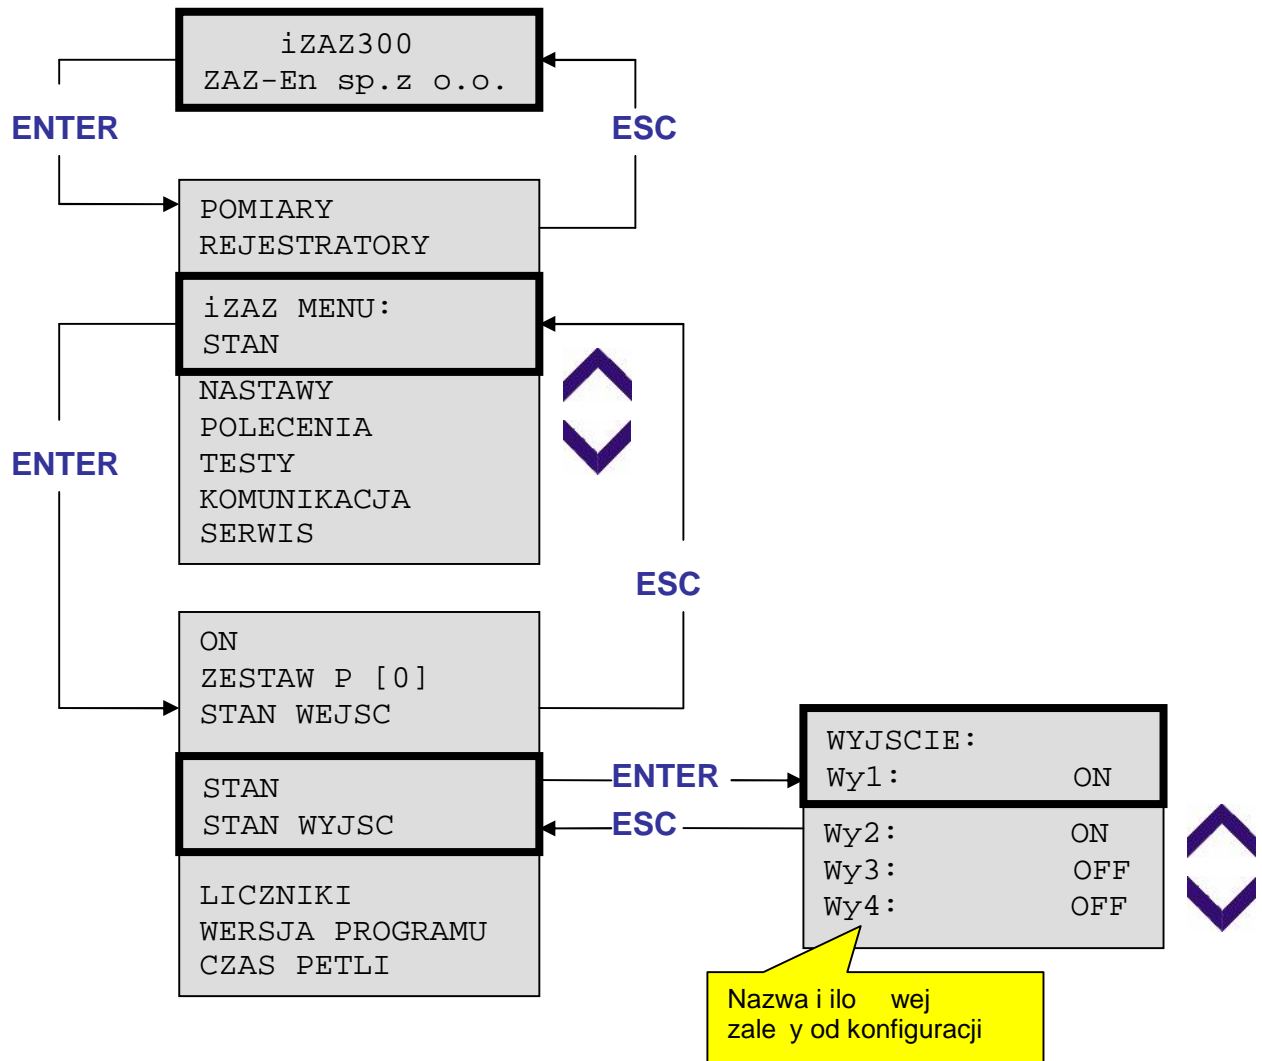 iZAZ300
ZAZ-En sp.z o.o.
ENTER
ESC
POMIARY
REJESTRATORY
iZAZ MENU:
STAN
NASTAWY
POLECENIA
TESTY
KOMUNIKACJA
SERWIS
ENTER
ESC
ON
ZESTAW P [0]
STAN WEJSC
STAN
STAN WYJSC
ENTER
ESC
WYJSCIE:
Wy1: ON
Wy2: ON
Wy3: OFF
Wy4: OFF
LICZNIKI
WERSJA PROGRAMU
CZAS PETLI
Nazwa i ilo wej
zale y od konfiguracji